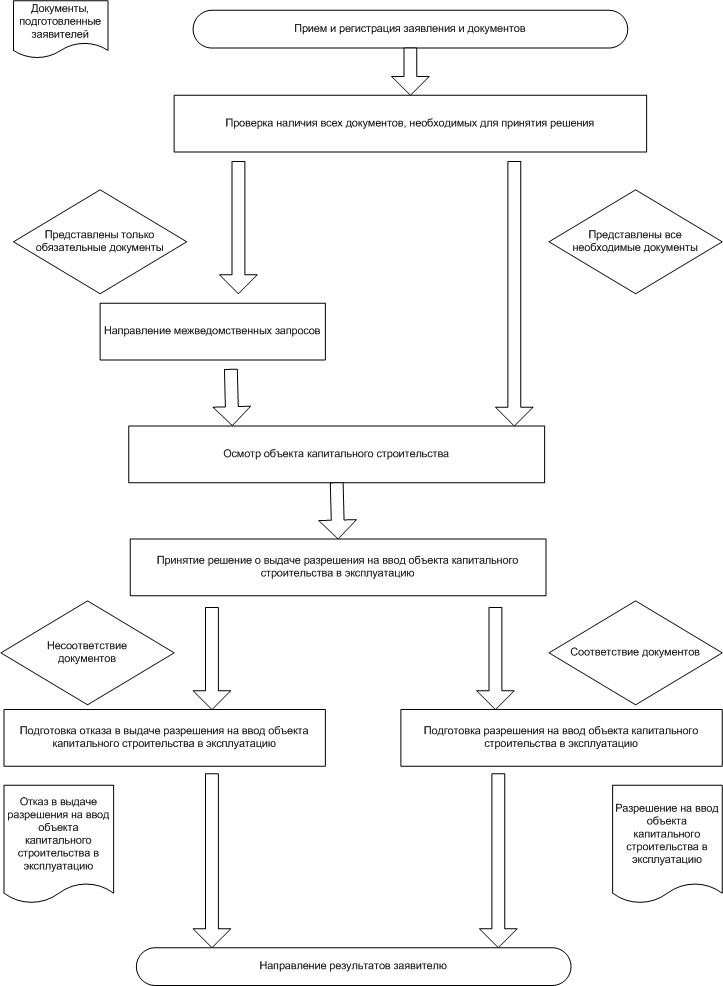 Документы,
подготовленные
заявителей
Прием и регистрация заявления и документов
Проверка наличия всех документов, необходимых для принятия решения
Представлены только
обязательные документы
Представлены все
необходимые документы
Направление межведомственных запросов
Осмотр объекта капитального строительства
Принятие решение о выдаче разрешения на ввод объекта капитального
строительства в эксплуатацию
Несоответствие
документов
Соответствие документов
Подготовка отказа в выдаче разрешения на ввод объекта
капитального строительства в эксплуатацию
Подготовка разрешения на ввод объекта капитального
строительства в эксплуатацию
Отказ в выдаче
разрешения на ввод
объекта
капитального
строительства в
эксплуатацию
Разрешение на ввод
объекта
капитального
строительства в
эксплуатацию
Направление результатов заявителю